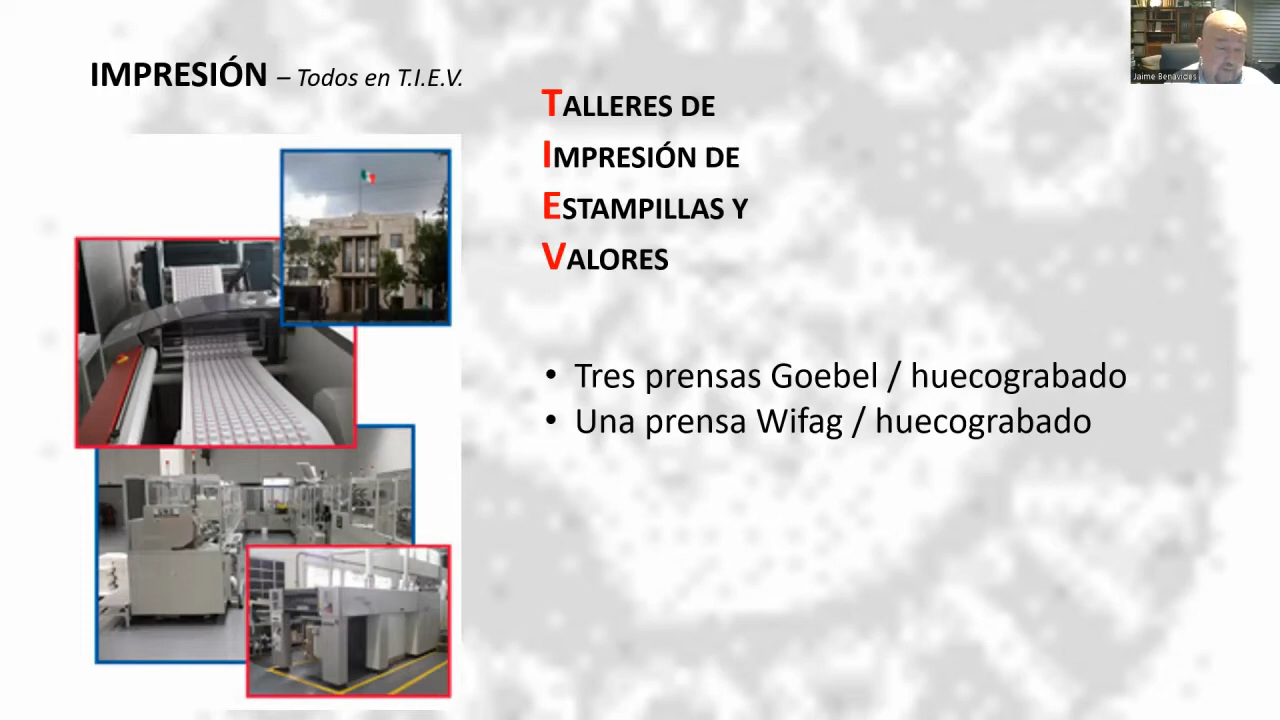 IMPRESIÓN – Todos en T.I.E.V.
TALLERES DE
IMPRESIÓN DE
ESTAMPILLAS Y
VALORES
• Tres prensas Goebel / huecograbado
• Una prensa Wifag / huecograbado
Jaime Benavides